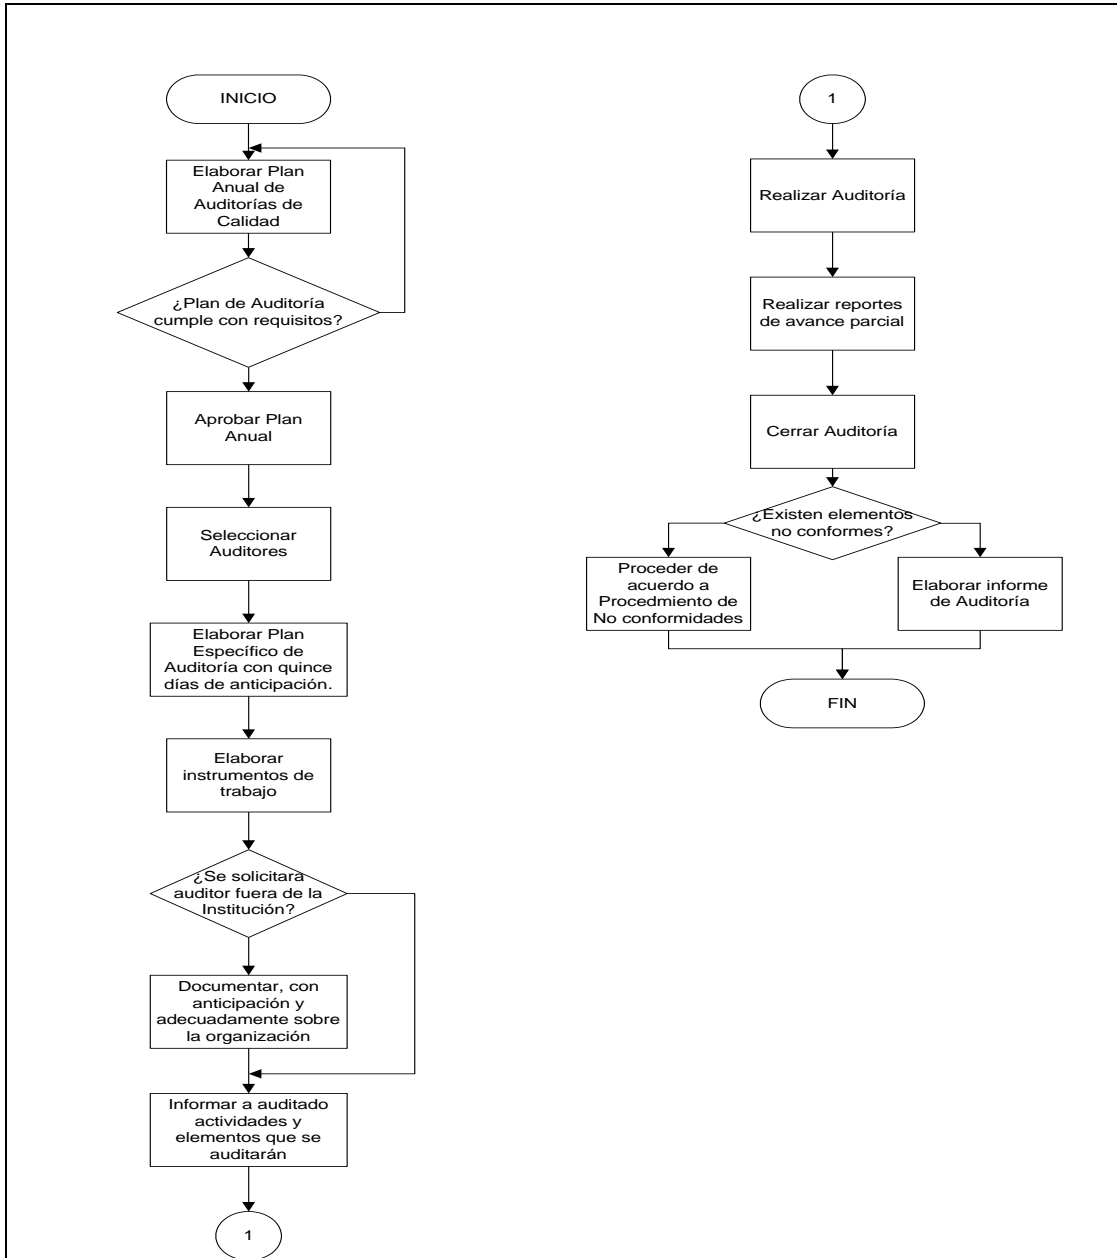 INICIO
Elaborar Plan
Anual de
Auditorías de
Calidad
¿Plan de Auditoría
cumple con requisitos?
Aprobar Plan
Anual
Seleccionar
Auditores
Elaborar Plan
Específico de
Auditoría con quince
días de anticipación.
Elaborar
instrumentos de
trabajo
¿Se solicitara
auditor fuera de la
Institución?
Documentar, con
anticipación y
adecuadamente sobre
la organización
Informar a auditado
actividades y
elementos que se
auditarán
1
1
Realizar Auditoría
Realizar reportes
de avance parcial
Cerrar Auditoría
¿Existen elementos
no conformes?
Proceder de
acuerdo a
Procedmiento de
No conformidades
Elaborar informe
de Auditoría
FIN